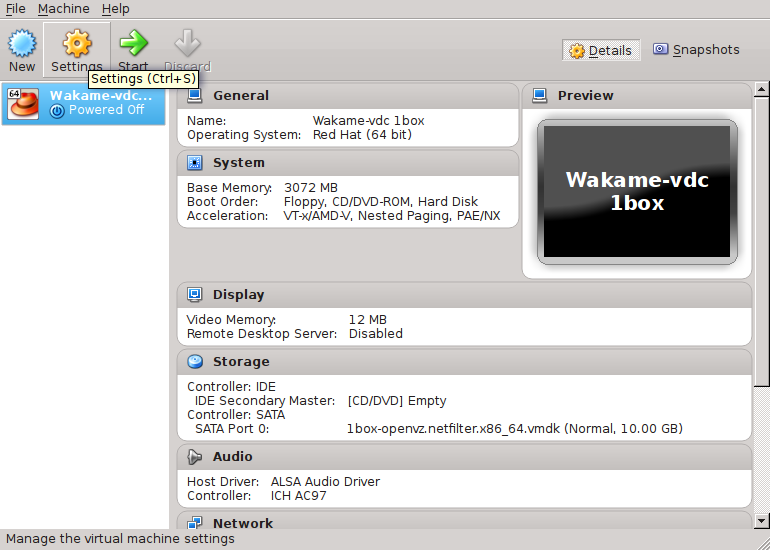 File Machine Help
New Settings Start Discard
Details Snapshots
Settings (Ctrl+S)
64 Wakame-vdc...
Powered Off
General
Name: Wakame-vdc 1box
Operating System: Red Hat (64 bit)
System
Base Memory: 3072 MB
Boot Order: Floppy, CD/DVD-ROM, Hard Disk
Acceleration: VT-x/AMD-V, Nested Paging, PAE/NX
Preview
Wakame-vdc
1box
Display
Video Memory: 12 MB
Remote Desktop Server: Disabled
Storage
Controller: IDE
IDE Secondary Master: [CD/DVD] Empty
Controller: SATA
SATA Port 0: 1box-openvz.netfilter.x86_64.vmdk (Normal, 10.00 GB)
Audio
Host Driver: ALSA Audio Driver
Controller: ICH AC97
Network
Manage the virtual machine settings